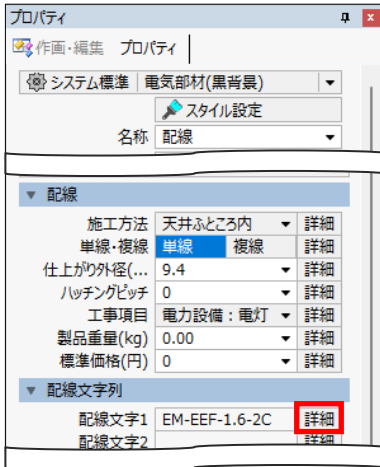 プロパティ
作画・編集 プロパティ
システム標準 電気部材(黒背景)
スタイル設定
名称 配線
配線
施工方法 天井ふところ内 詳細
単線・複線 単線 複線
仕上がり外径(... 9.4 詳細
ハッチングピッチ 0 詳細
工事項目 電力設備：電灯 詳細
製品重量(kg) 0.00 詳細
標準価格(円) 0 詳細
配線文字列
配線文字1 EM-EEF-1.6-2C 詳細
配線文字2 詳細